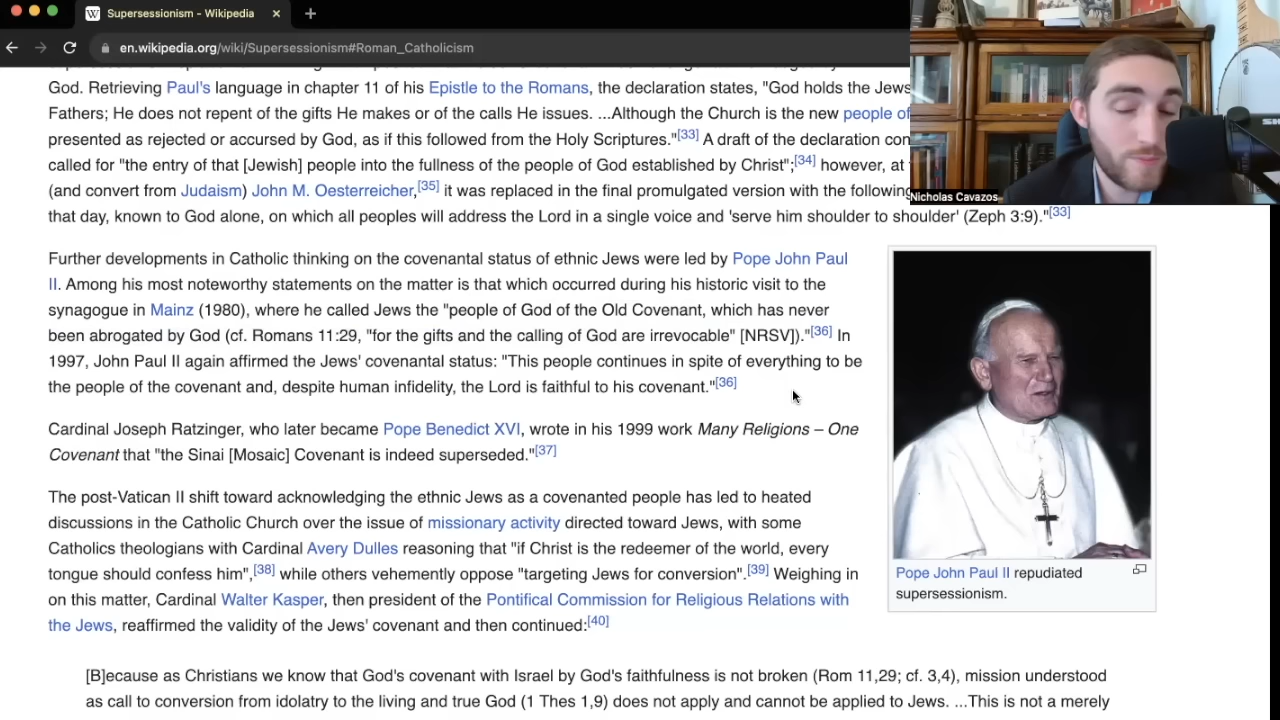 Supersessionism - Wikipedia
en.wikipedia.org/wiki/Supersessionism#Roman_Catholicism
God. Retrieving Paul's language in chapter 11 of his Epistle to the Romans, the declaration states, "God holds the Jews
Fathers; He does not repent of the gifts He makes or of the calls He issues. ...Although the Church is the new people of
presented as rejected or accursed by God, as if this followed from the Holy Scriptures."[33] A draft of the declaration con
called for "the entry of that [Jewish] people into the fullness of the people of God established by Christ";[34] however, at
(and convert from Judaism) John M. Oesterreicher,[35] it was replaced in the final promulgated version with the following
that day, known to God alone, on which all peoples will address the Lord in a single voice and 'serve him shoulder to shoulder' (Zeph 3:9)."[33]
Nicholas Cavazos
Further developments in Catholic thinking on the covenantal status of ethnic Jews were led by Pope John Paul
II. Among his most noteworthy statements on the matter is that which occurred during his historic visit to the
synagogue in Mainz (1980), where he called Jews the "people of God of the Old Covenant, which has never
been abrogated by God (cf. Romans 11:29, "for the gifts and the calling of God are irrevocable" [NRSV])."[36] In
1997, John Paul II again affirmed the Jews' covenantal status: "This people continues in spite of everything to be
the people of the covenant and, despite human infidelity, the Lord is faithful to his covenant."[36]
Cardinal Joseph Ratzinger, who later became Pope Benedict XVI, wrote in his 1999 work Many Religions – One
Covenant that "the Sinai [Mosaic] Covenant is indeed superseded."[37]
The post-Vatican II shift toward acknowledging the ethnic Jews as a covenanted people has led to heated
discussions in the Catholic Church over the issue of missionary activity directed toward Jews, with some
Catholics theologians with Cardinal Avery Dulles reasoning that "if Christ is the redeemer of the world, every
tongue should confess him",[38] while others vehemently oppose "targeting Jews for conversion".[39] Weighing in
on this matter, Cardinal Walter Kasper, then president of the Pontifical Commission for Religious Relations with
the Jews, reaffirmed the validity of the Jews' covenant and then continued:[40]
Pope John Paul II repudiated
supersessionism.
[B]ecause as Christians we know that God's covenant with Israel by God's faithfulness is not broken (Rom 11,29; cf. 3,4), mission understood
as call to conversion from idolatry to the living and true God (1 Thes 1,9) does not apply and cannot be applied to Jews. ...This is not a merely